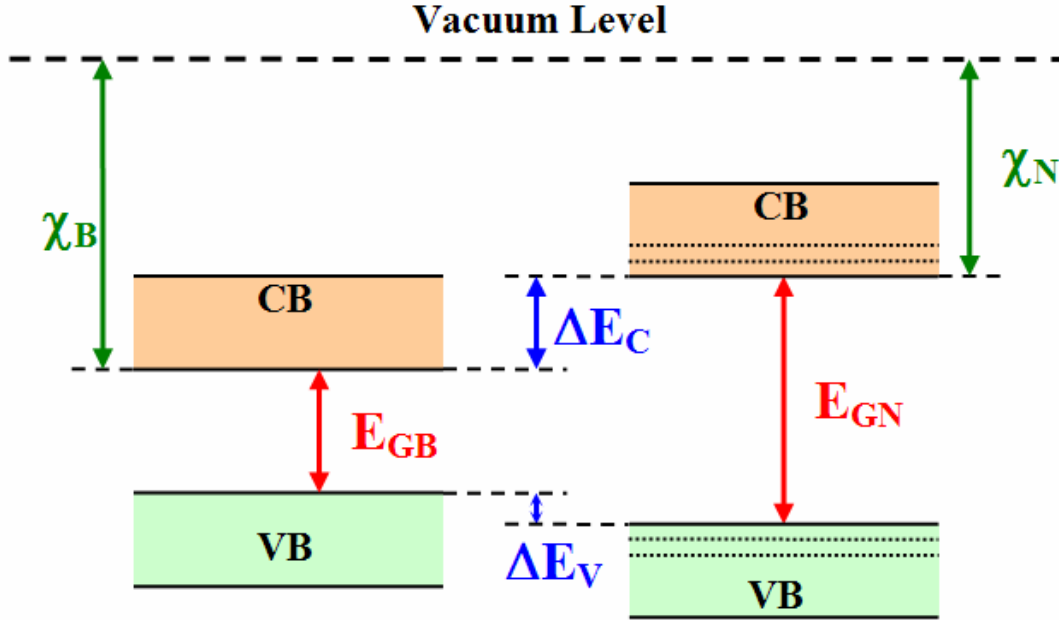 Vacuum Level
χN
CB
χB
CB
ΔEC
EGN
EGB
VB
ΔEV
VB